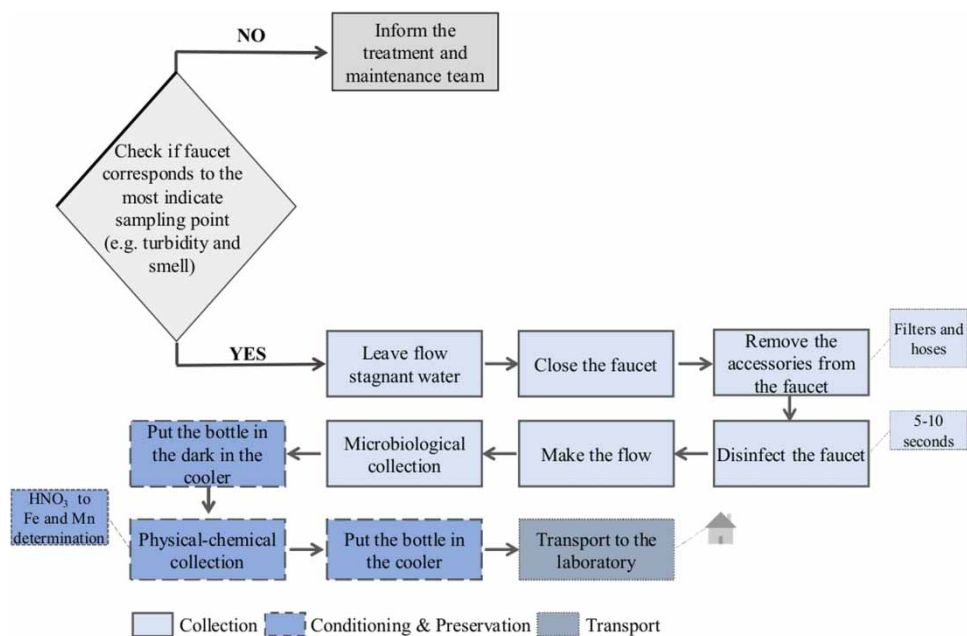 NO
Inform the
treatment and
maintenance team
Check if faucet
corresponds to the
most indicate
sampling point
(e.g. turbidity and
smell)
YES
Leave flow
stagnant water
Close the faucet
Remove the
accessories from
the faucet
Filters and
hoses
Put the bottle in
the dark in the
cooler
Microbiological
collection
Make the flow
Disinfect the faucet
5-10
seconds
HNO₃ to
Fe and Mn
determination
Physical-chemical
collection
Put the bottle in
the cooler
Transport to the
laboratory
Collection
Conditioning & Preservation
Transport